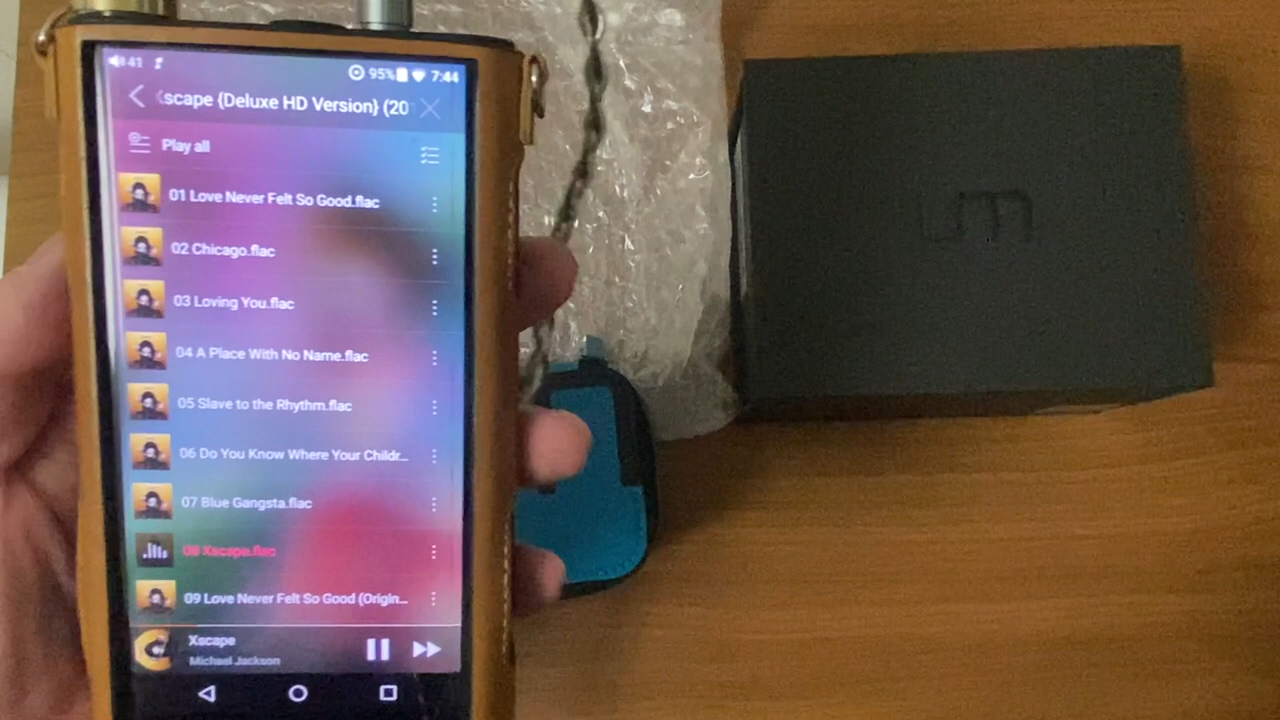 41 95% 7:44
scape {Deluxe HD Version} (20
Play all
01 Love Never Felt So Good.flac
02 Chicago.flac
03 Loving You.flac
04 A Place With No Name.flac
05 Slave to the Rhythm.flac
06 Do You Know Where Your Childr...
07 Blue Gangsta.flac
08 Xscape.flac
09 Love Never Felt So Good (Origin...
Xscape
Michael Jackson
um